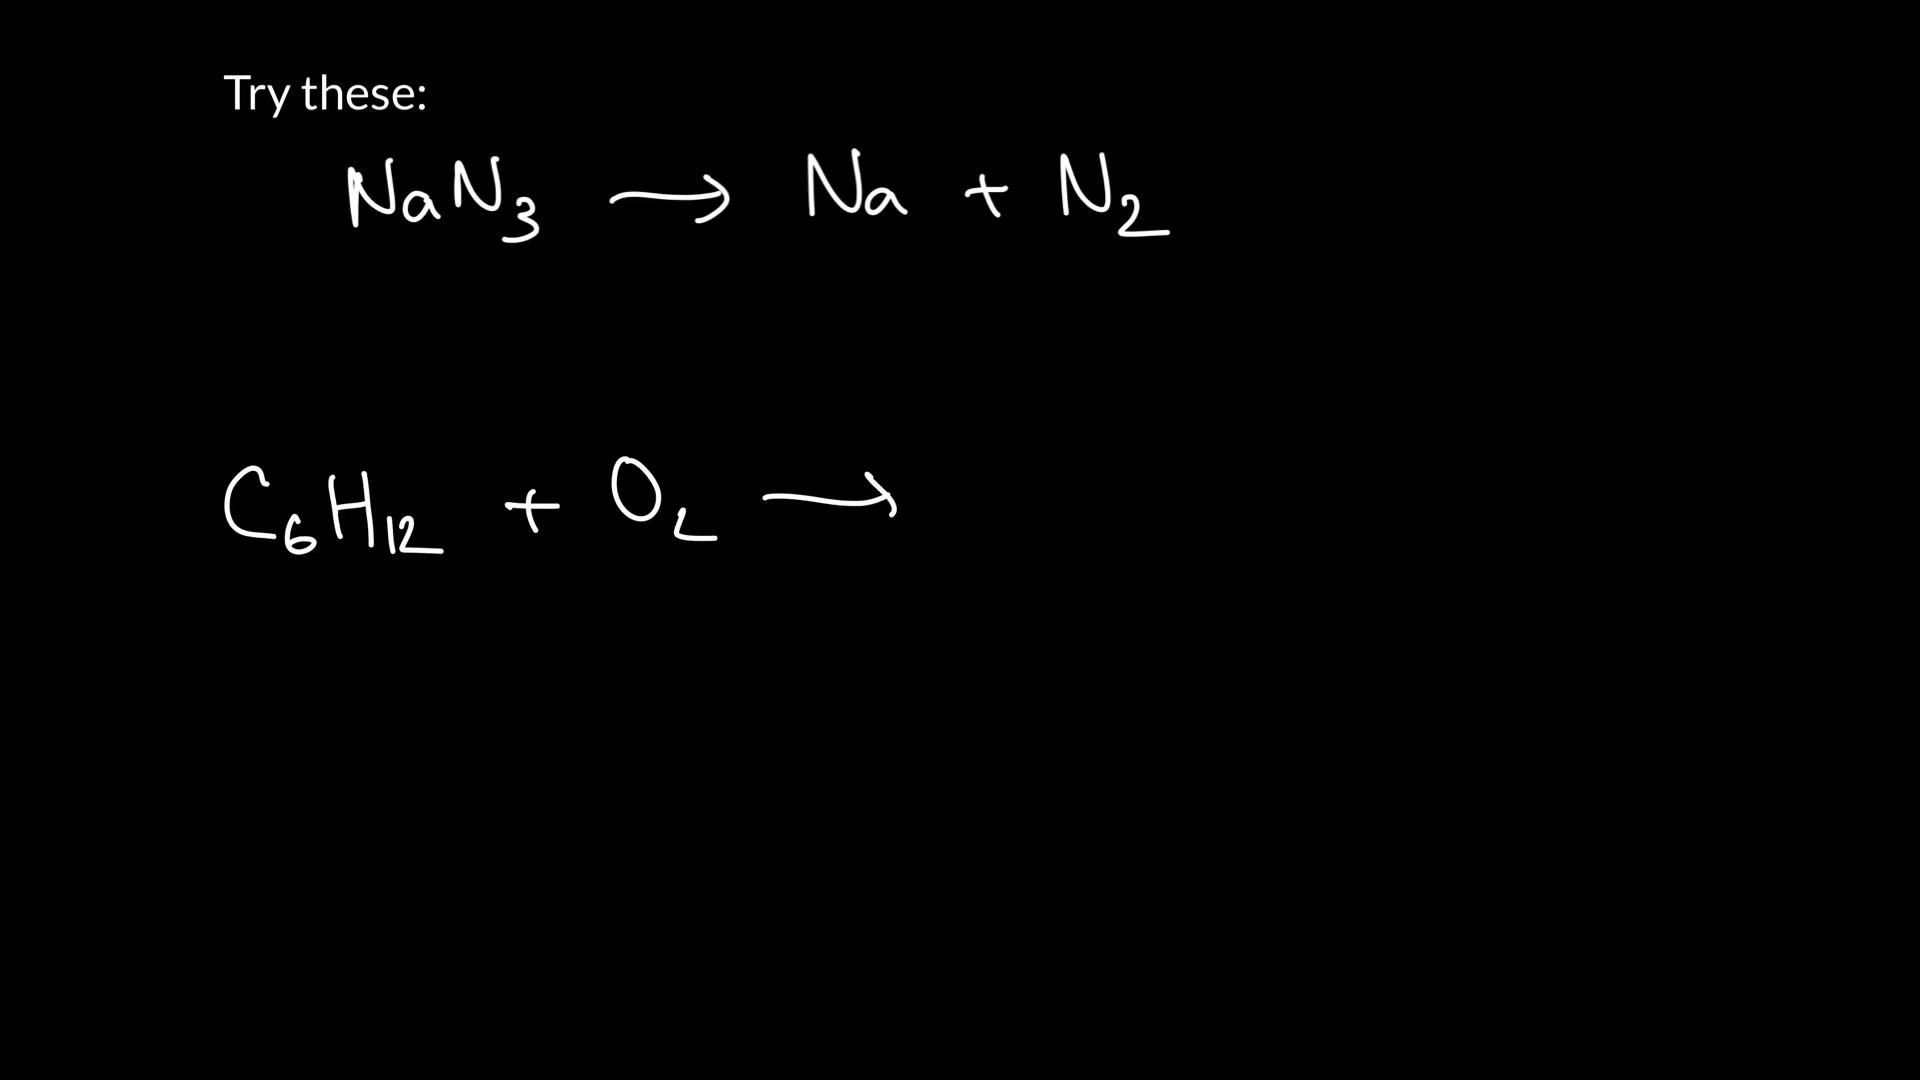 Try these:
NaN₃ → Na + N₂
C₆H₁₂ + O₂ →